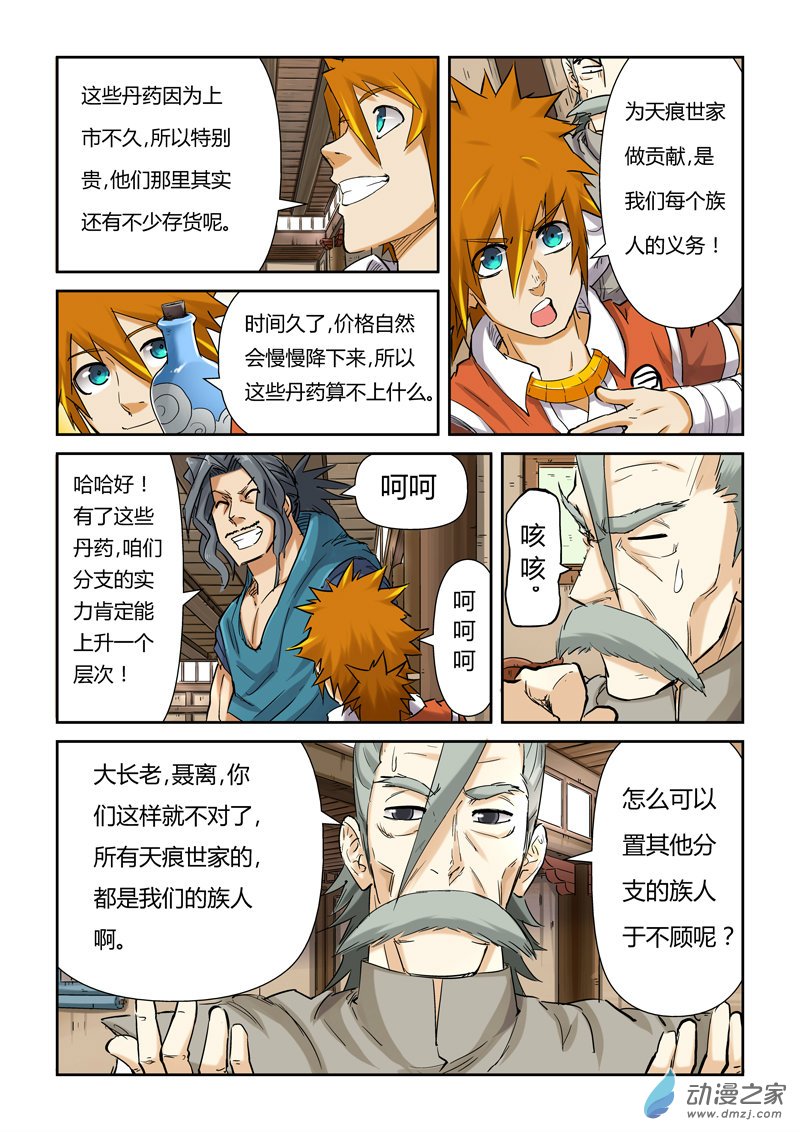 这些丹药因为上
市不久,所以特别
贵,他们那里其实
还有不少存货呢。
为天痕世家
做贡献,是
我们每个族
人的义务!
时间久了,价格自然
会慢慢降下来,所以
这些丹药算不上什么。
哈哈好!
有了这些
丹药,咱们
分支的实
力肯定能
上升一个
层次!
呵呵
呵
呵
呵
咳
咳。
大长老,聂离,你
们这样就不对了,
所有天痕世家的,
都是我们的族人
啊。
怎么可以
置其他分
支的族人
于不顾呢?
动漫之家
www.dmzj.com